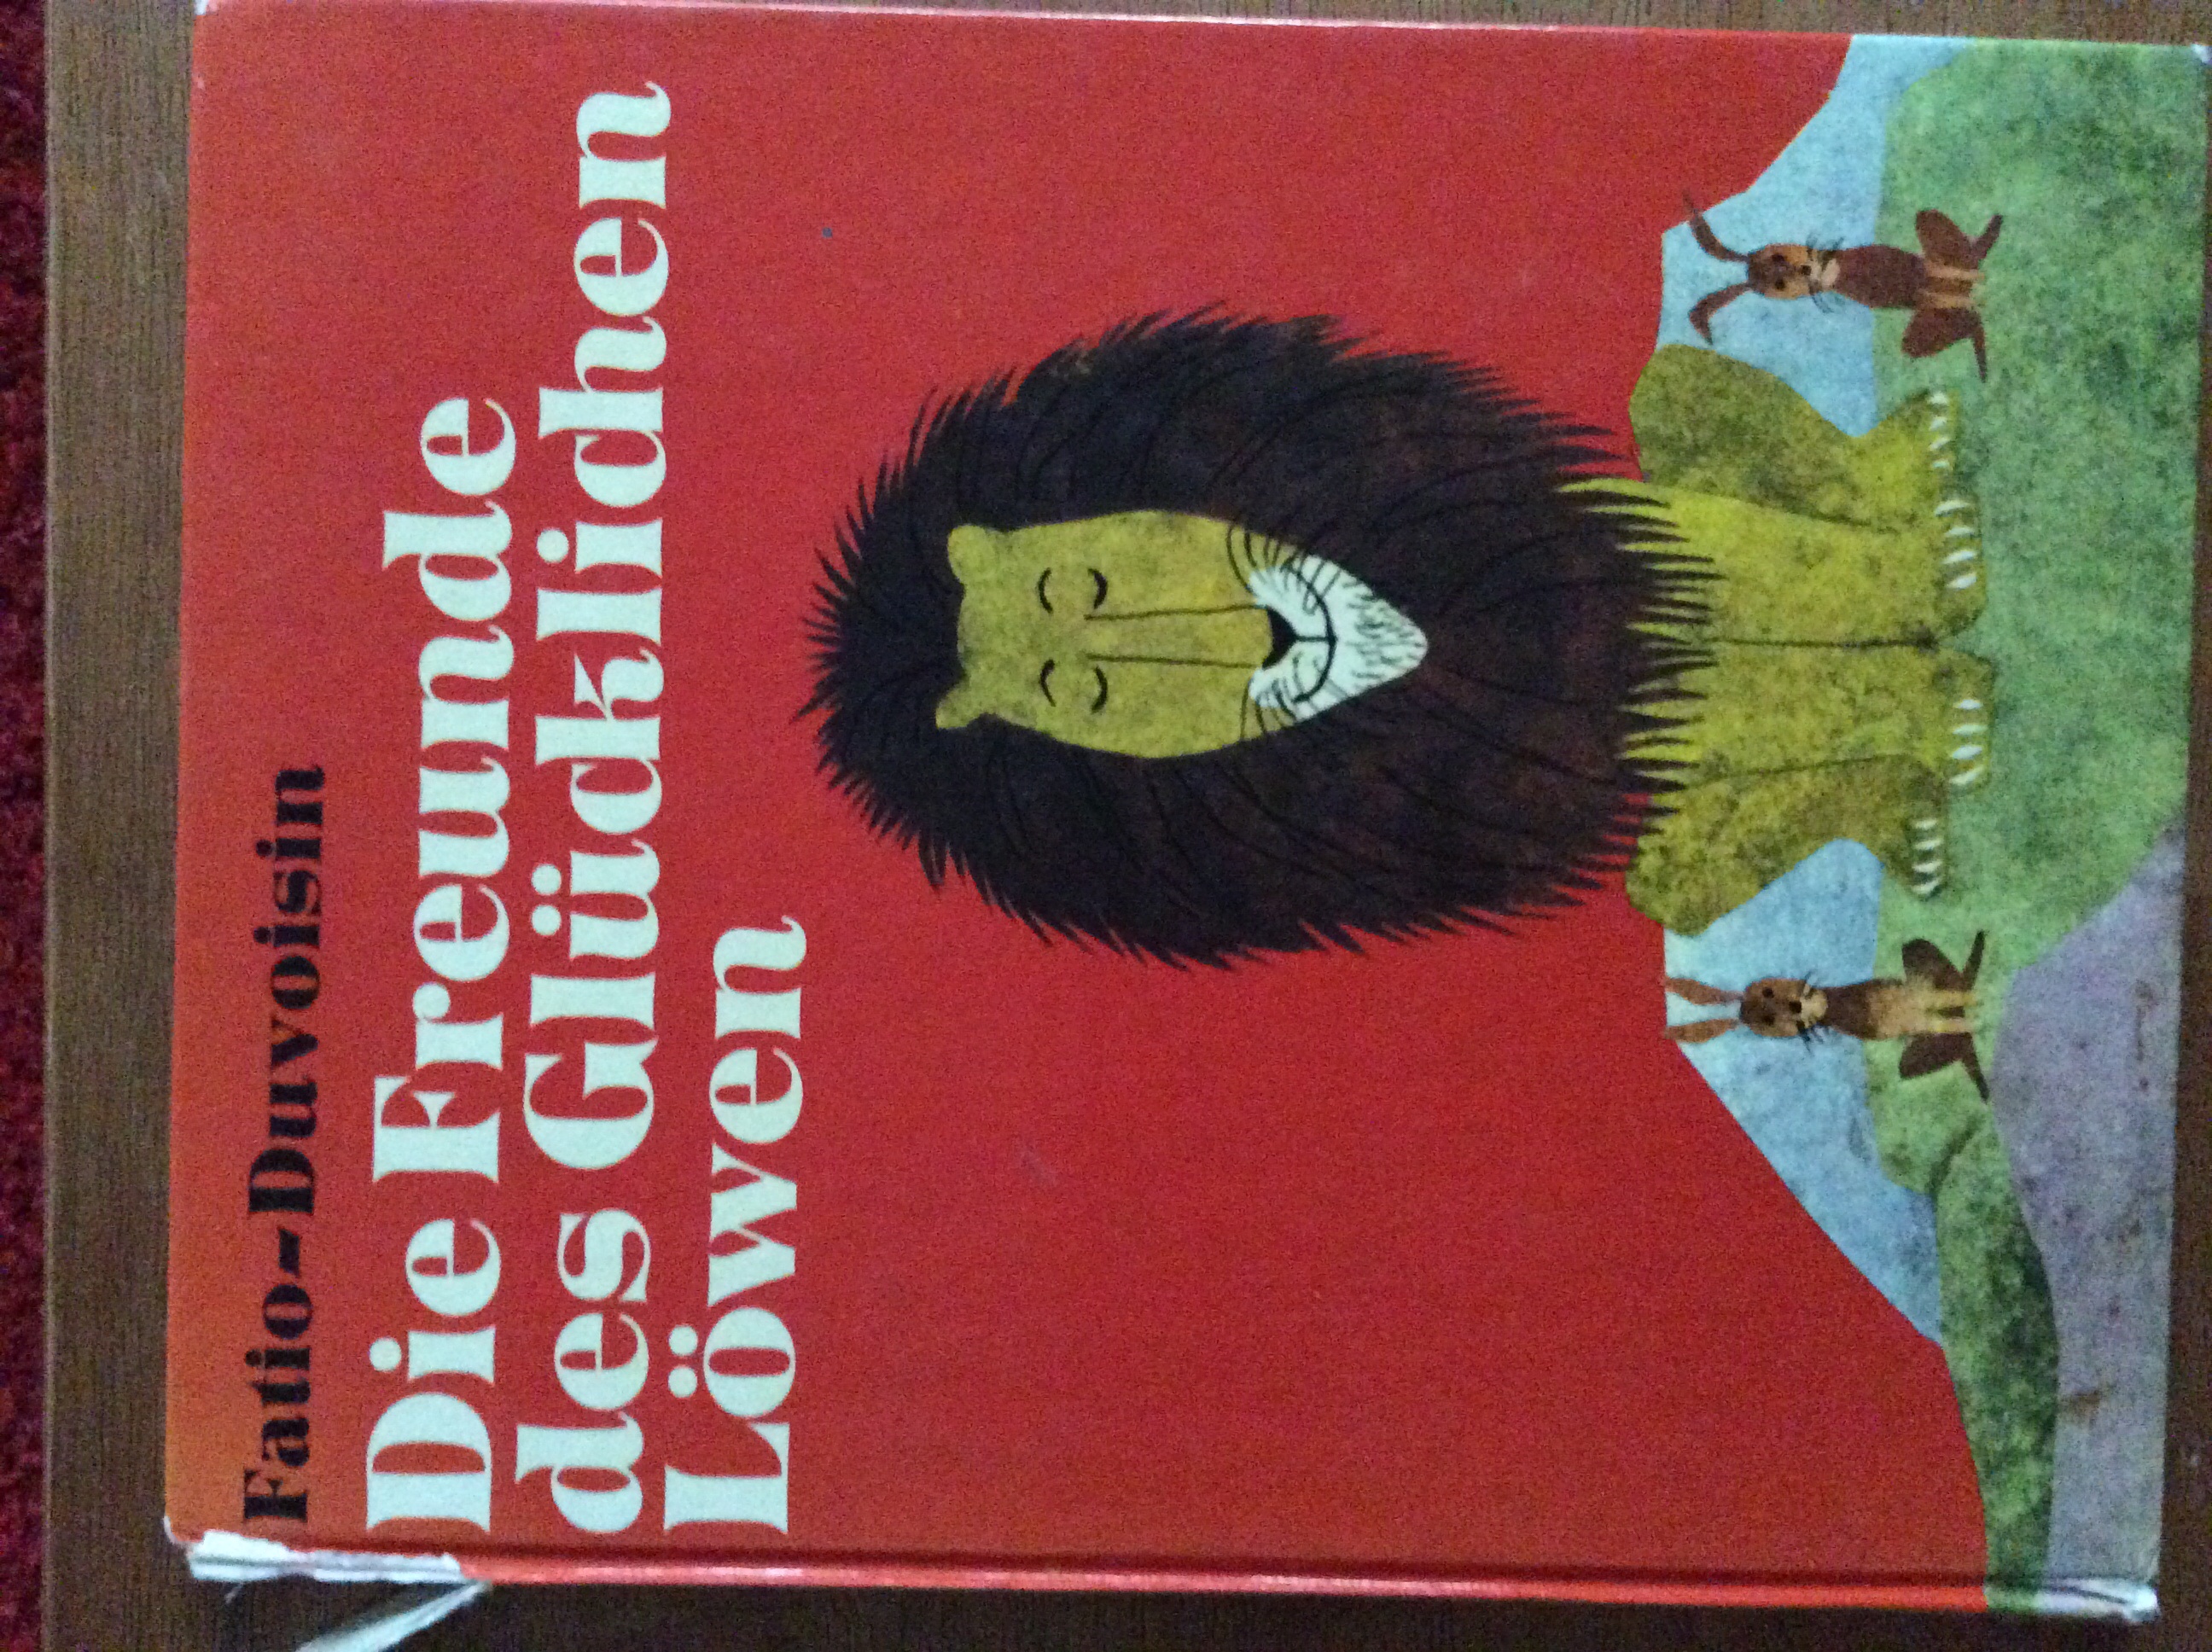 Fatio-Duvoisin
Die Freunde
des Glücklichen
Löwen